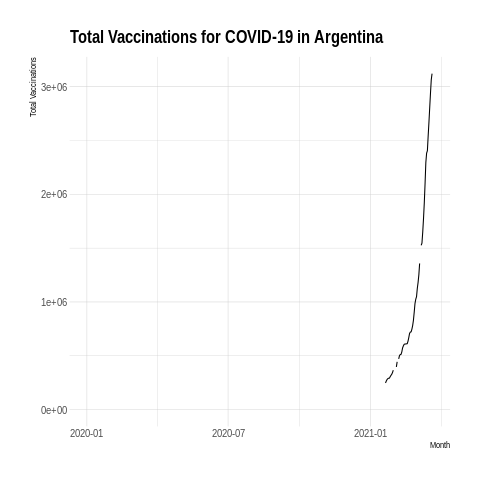 Total Vaccinations for COVID-19 in Argentina
Total Vaccinations
3e+06
2e+06
1e+06
0e+00
2020-01
2020-07
2021-01
Month